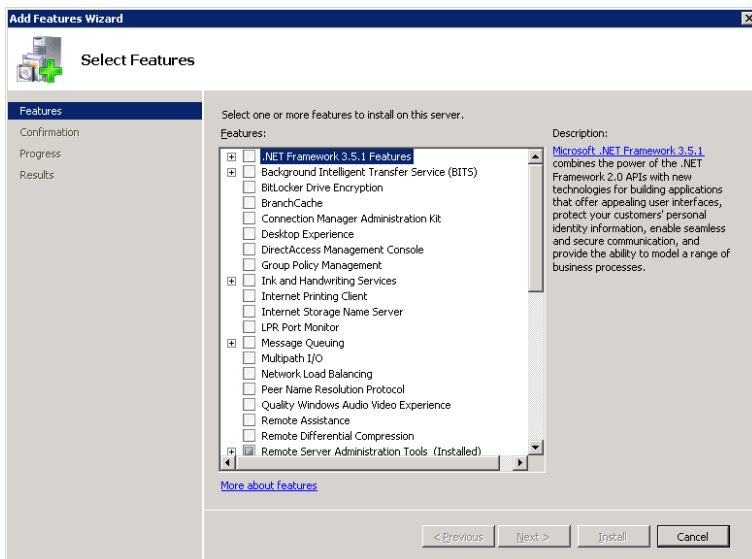 Add Features Wizard
Select Features
Features
Confirmation
Progress
Results
Select one or more features to install on this server.
Features:
.NET Framework 3.5.1 Features
Background Intelligent Transfer Service (BITS)
BitLocker Drive Encryption
BranchCache
Connection Manager Administration Kit
Desktop Experience
DirectAccess Management Console
Group Policy Management
Ink and Handwriting Services
Internet Printing Client
Internet Storage Name Server
LPR Port Monitor
Message Queuing
Multipath I/O
Network Load Balancing
Peer Name Resolution Protocol
Quality Windows Audio Video Experience
Remote Assistance
Remote Differential Compression
Remote Server Administration Tools (Installed)
More about features
Description:
Microsoft .NET Framework 3.5.1
combines the power of the .NET
Framework 2.0 APIs with new
technologies for building applications
that offer appealing user interfaces,
protect your customers' personal
identity information, enable seamless
and secure communication, and
provide the ability to model a range of
business processes.
< Previous
Next >
Install
Cancel